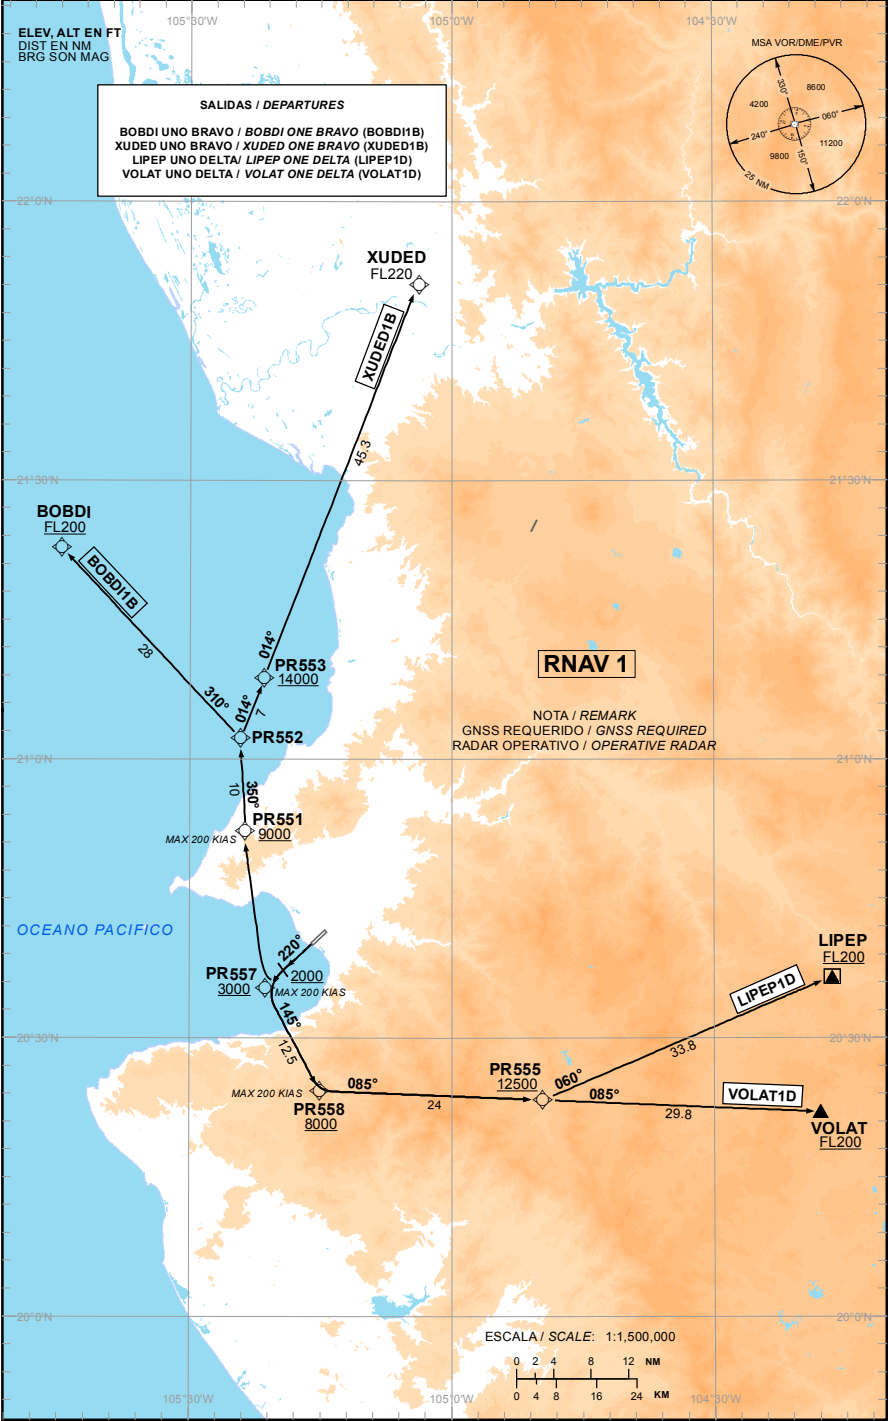 105°30'W
105°0'W
104°30'W
ELEV, ALT EN FT
DIST EN NM
BRG SON MAG
MSA VOR/DME/PVR
330°
8600
4200
060°
240°
11200
150°
9800
25 NM
SALIDAS / DEPARTURES
BOBDI UNO BRAVO / BOBDI ONE BRAVO (BOBDI1B)
XUDED UNO BRAVO / XUDED ONE BRAVO (XUDED1B)
LIPEP UNO DELTA/ LIPEP ONE DELTA (LIPEP1D)
VOLAT UNO DELTA / VOLAT ONE DELTA (VOLAT1D)
22°0'N
22°0'N
XUDED
FL220
XUDED1B
45.3
21°30'N
21°30'N
BOBDI
FL200
BOBDI1B
28
310°
014°
PR553
14000
014°
7
PR552
RNAV 1
NOTA / REMARK
GNSS REQUERIDO / GNSS REQUIRED
RADAR OPERATIVO / OPERATIVE RADAR
21°0'N
21°0'N
10
350°
PR551
9000
MAX 200 KIAS
OCEANO PACIFICO
220°
2000
PR557
3000
MAX 200 KIAS
145°
12.5
LIPEP
FL200
LIPEP1D
33.8
20°30'N
20°30'N
MAX 200 KIAS
PR558
8000
085°
24
PR555
12500
060°
085°
VOLAT1D
29.8
VOLAT
FL200
20°0'N
20°0'N
ESCALA / SCALE: 1:1,500,000
0 2 4 8 12 NM
0 4 8 16 24 KM
105°30'W
105°0'W
104°30'W